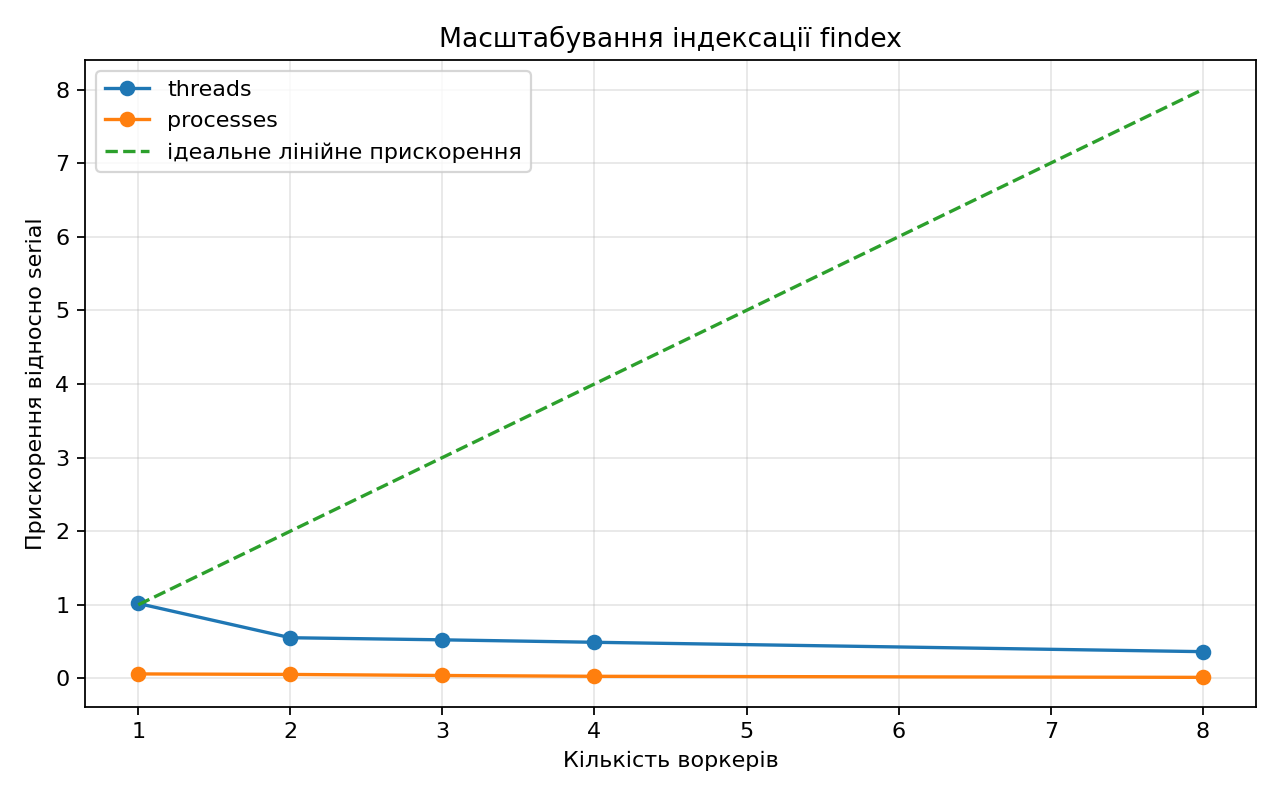 Масштабування індексації findex
threads
processes
ідеальне лінійне прискорення
Прискорення відносно serial
8
7
6
5
4
3
2
1
0
1 2 3 4 5 6 7 8
Кількість воркерів